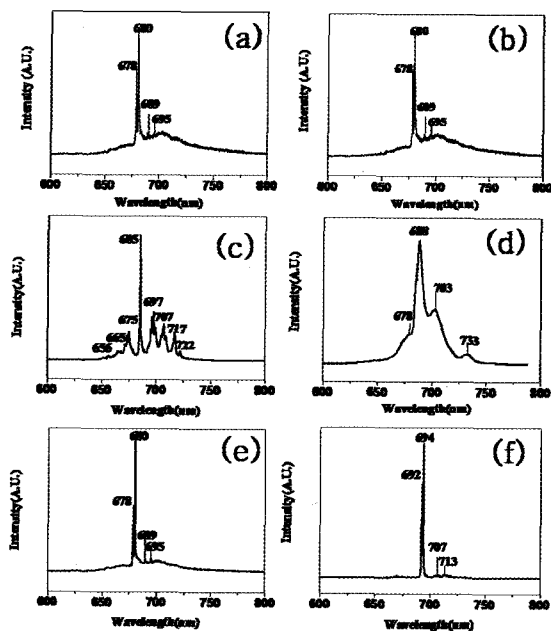 (a)
680
678
689
695
Intensity (A.U.)
600 650 700 750 800
Wavelength(nm)
(b)
680
678
689
695
Intensity (A.U.)
600 650 700 750 800
Wavelength(nm)
(c)
685
697
707
675
665
656
717
722
Intensity(A.U.)
600 650 700 750 800
Wavelength(nm)
(d)
688
703
678
733
Intensity(A.U.)
600 650 700 750 800
Wavelength(nm)
(e)
680
678
689
695
Intensity(A.U.)
600 650 700 750 800
Wavelength(nm)
(f)
694
692
707
713
Intensity(A.U.)
600 650 700 750 800
Wavelength(nm)